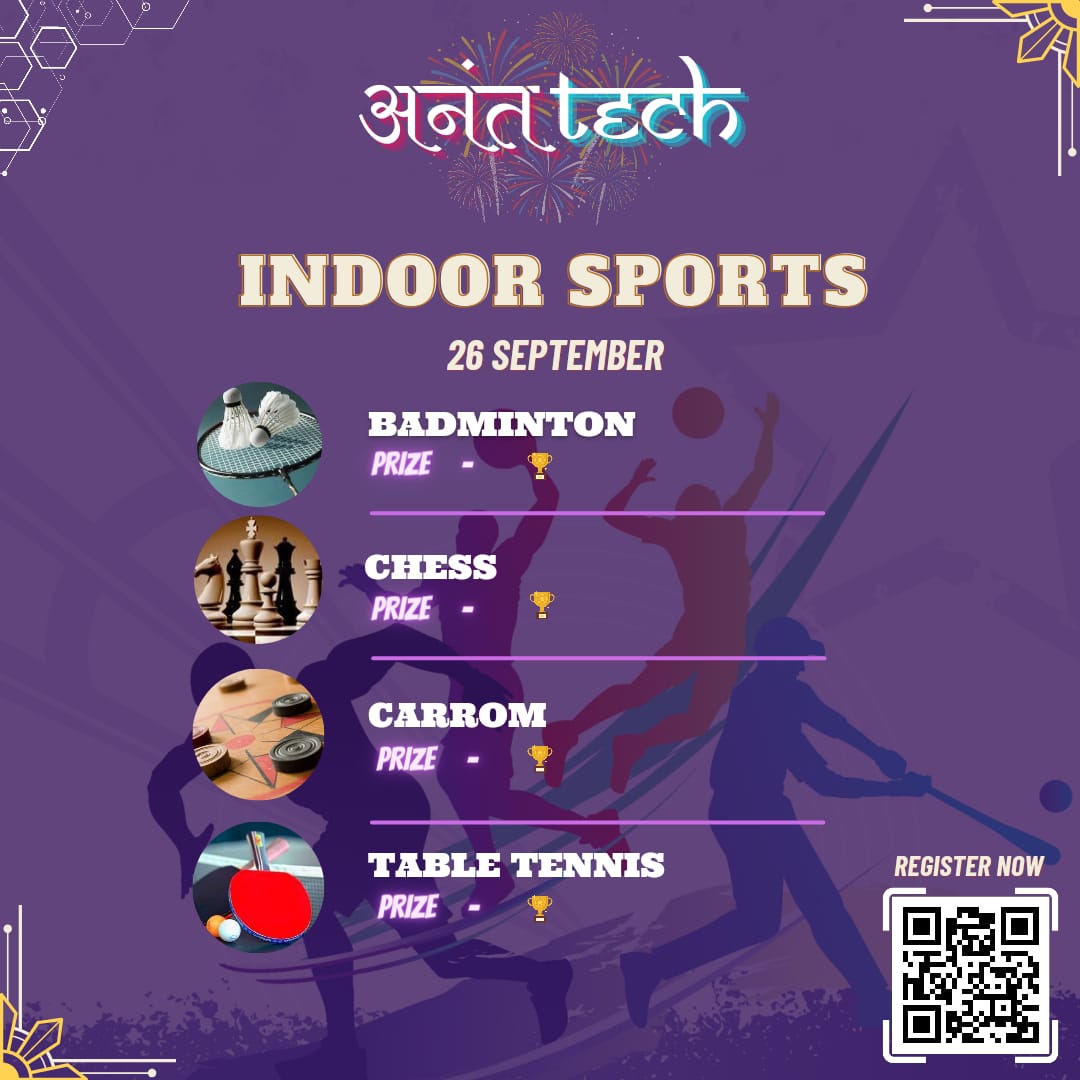 अनंत tech
INDOOR SPORTS
26 SEPTEMBER
BADMINTON
PRIZE -
CHESS
PRIZE -
CARROM
PRIZE -
TABLE TENNIS
PRIZE -
REGISTER NOW